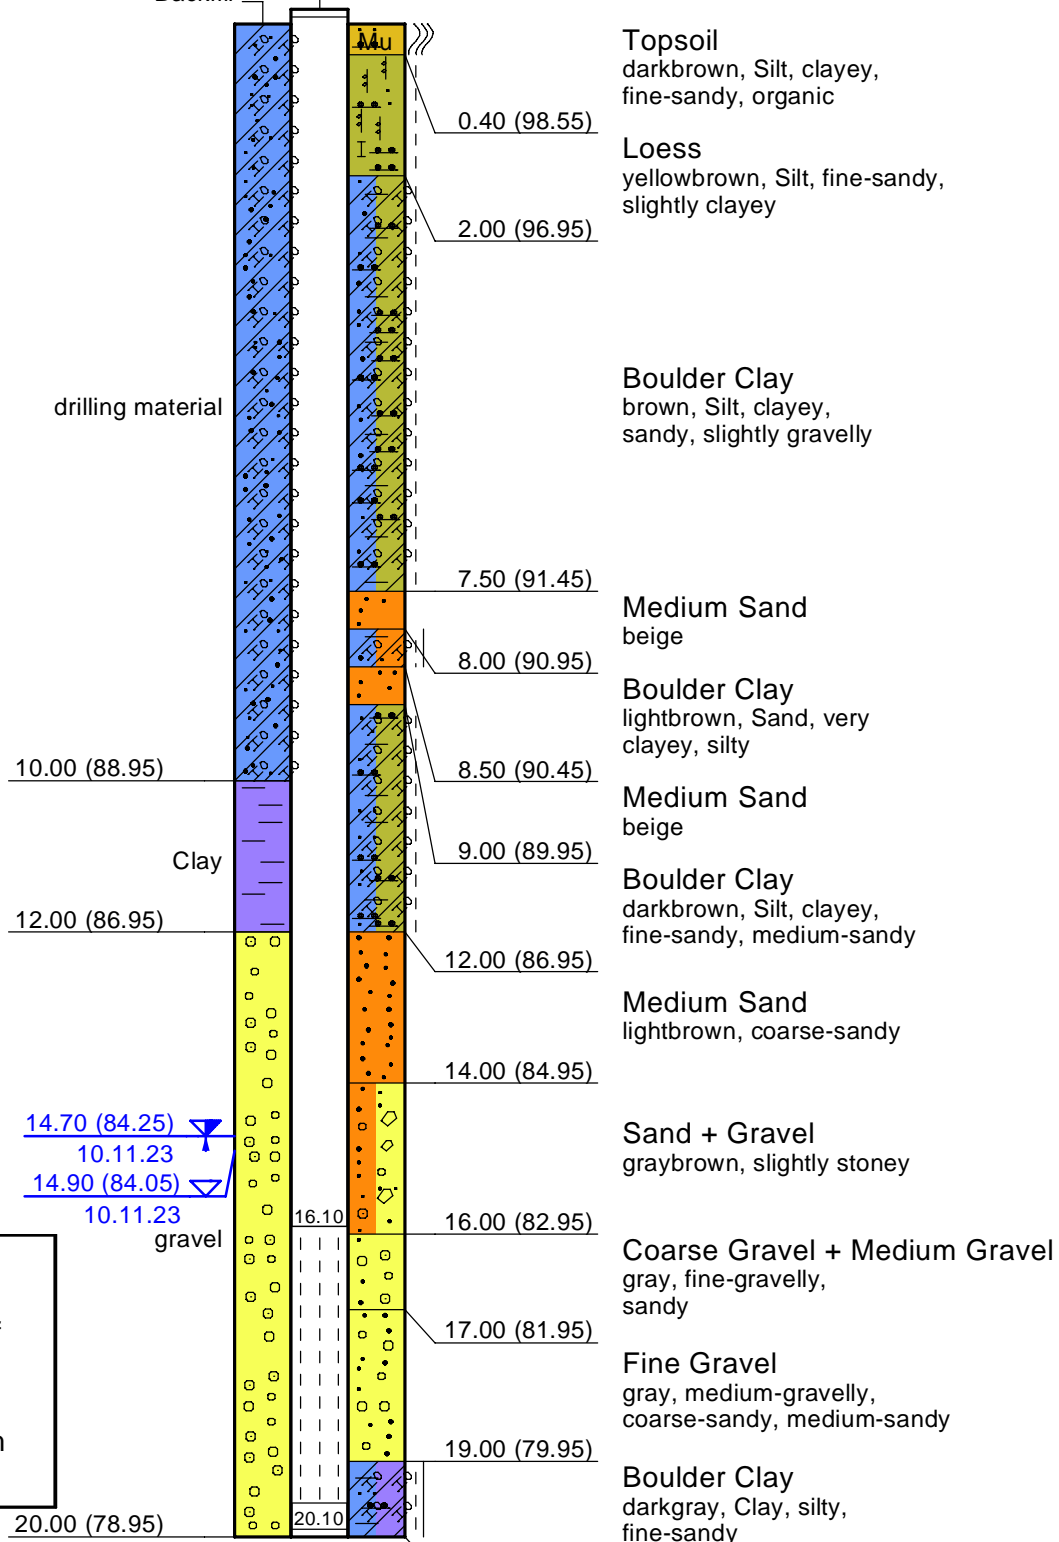 Mu
Topsoil
darkbrown, Silt, clayey,
fine-sandy, organic
0.40 (98.55)
Loess
yellowbrown, Silt, fine-sandy,
slightly clayey
2.00 (96.95)
Boulder Clay
brown, Silt, clayey,
sandy, slightly gravelly
drilling material
7.50 (91.45)
Medium Sand
beige
8.00 (90.95)
Boulder Clay
lightbrown, Sand, very
clayey, silty
10.00 (88.95)
8.50 (90.45)
Medium Sand
beige
Clay
9.00 (89.95)
Boulder Clay
darkbrown, Silt, clayey,
fine-sandy, medium-sandy
12.00 (86.95)
12.00 (86.95)
Medium Sand
lightbrown, coarse-sandy
14.00 (84.95)
14.70 (84.25)
10.11.23
Sand + Gravel
graybrown, slightly stoney
14.90 (84.05)
10.11.23
16.10
16.00 (82.95)
gravel
Coarse Gravel + Medium Gravel
gray, fine-gravelly,
sandy
17.00 (81.95)
Fine Gravel
gray, medium-gravelly,
coarse-sandy, medium-sandy
19.00 (79.95)
Boulder Clay
darkgray, Clay, silty,
fine-sandy
20.10
20.00 (78.95)